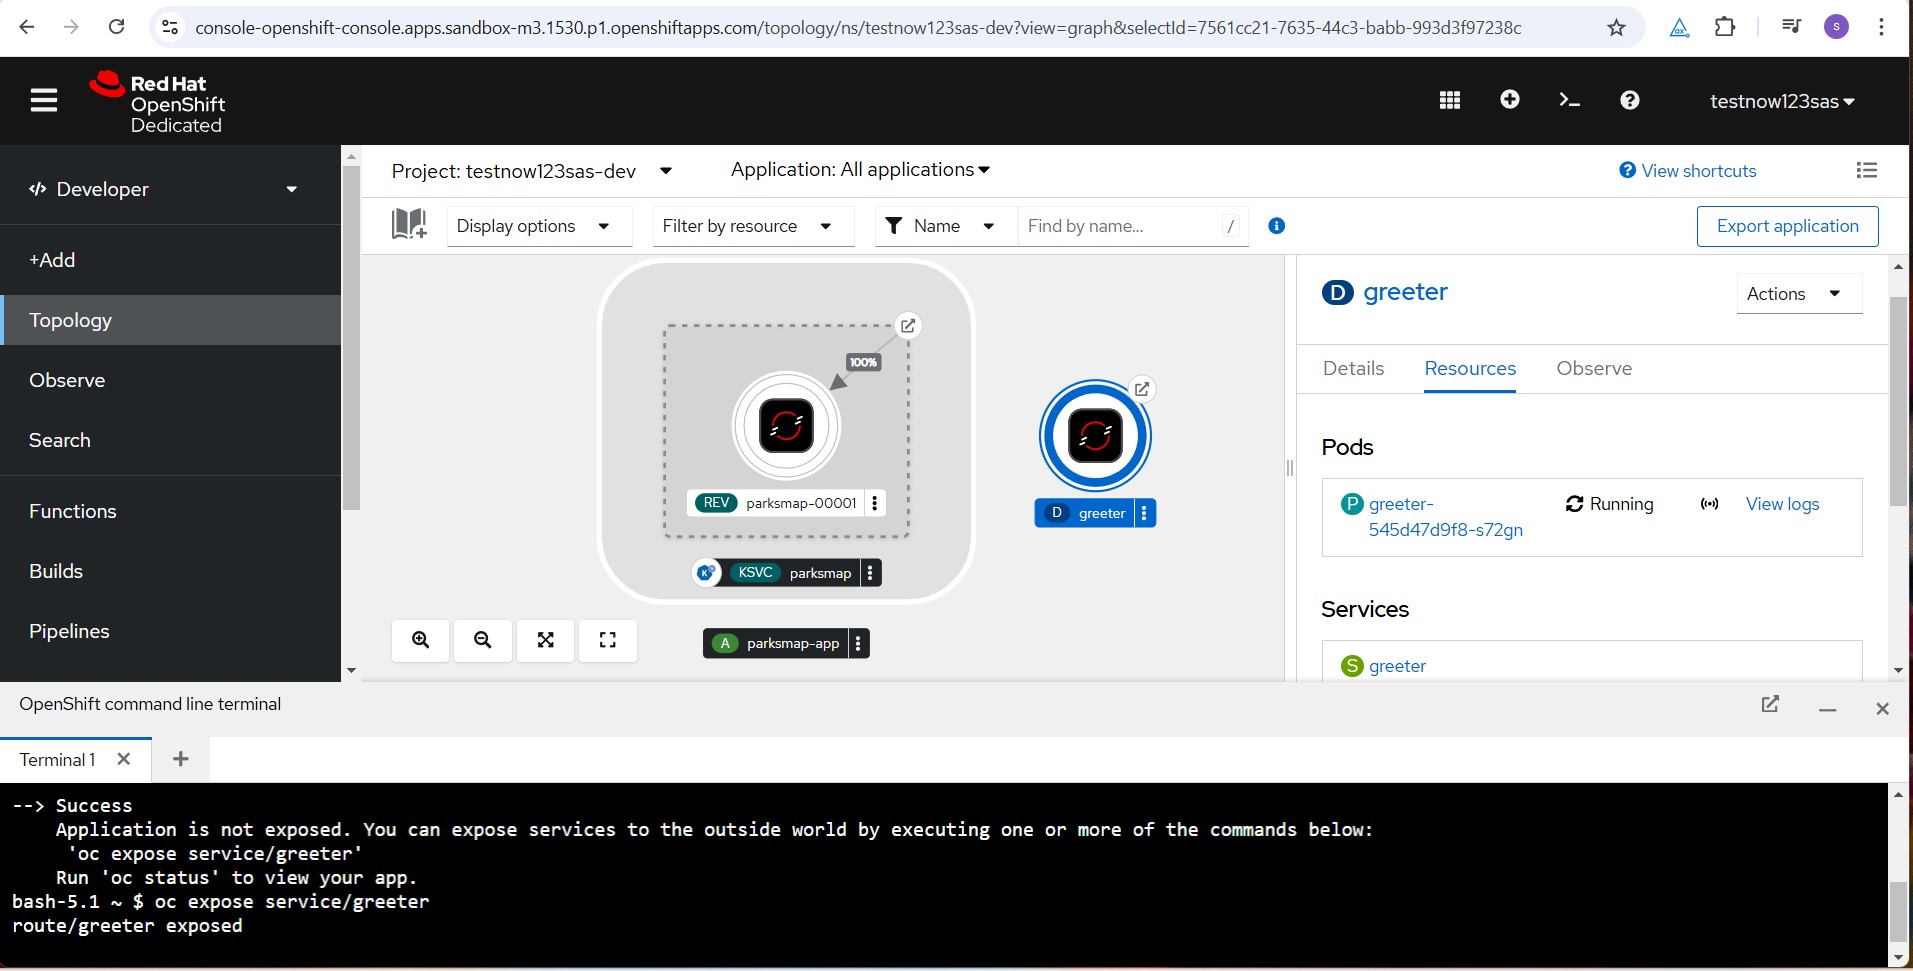 console-openshift-console.apps.sandbox-m3.1530.p1.openshiftapps.com/topology/ns/testnow123sas-dev?view=graph&selectId=7561cc21-7635-44c3-babb-993d3f97238c
S
Red Hat
OpenShift
Dedicated
testnow123sas
</> Developer
+Add
Topology
Observe
Search
Functions
Builds
Pipelines
Project: testnow123sas-dev
Application: All applications
View shortcuts
Display options
Filter by resource
Name
Find by name...
/
Export application
100%
REV parksmap-00001
KSVC parksmap
A parksmap-app
D greeter
D greeter
Actions
Details
Resources
Observe
Pods
P greeter-
545d47d9f8-s72gn
Running
View logs
Services
S greeter
OpenShift command line terminal
Terminal 1
--> Success
Application is not exposed. You can expose services to the outside world by executing one or more of the commands below:
'oc expose service/greeter'
Run 'oc status' to view your app.
bash-5.1 ~ $ oc expose service/greeter
route/greeter exposed